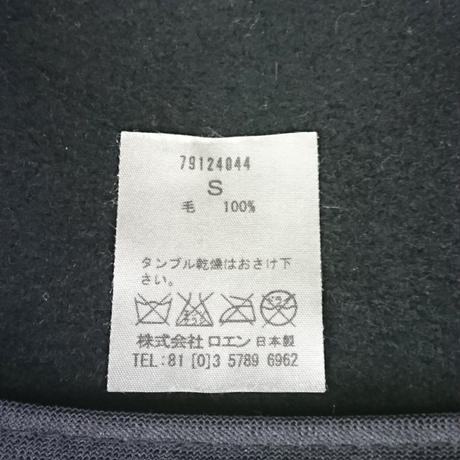 79124044
S
毛 100%
タンブル乾燥はおさけ下
さい。
株式会社 ロエン 日本製
TEL:81 [0]3 5789 6962